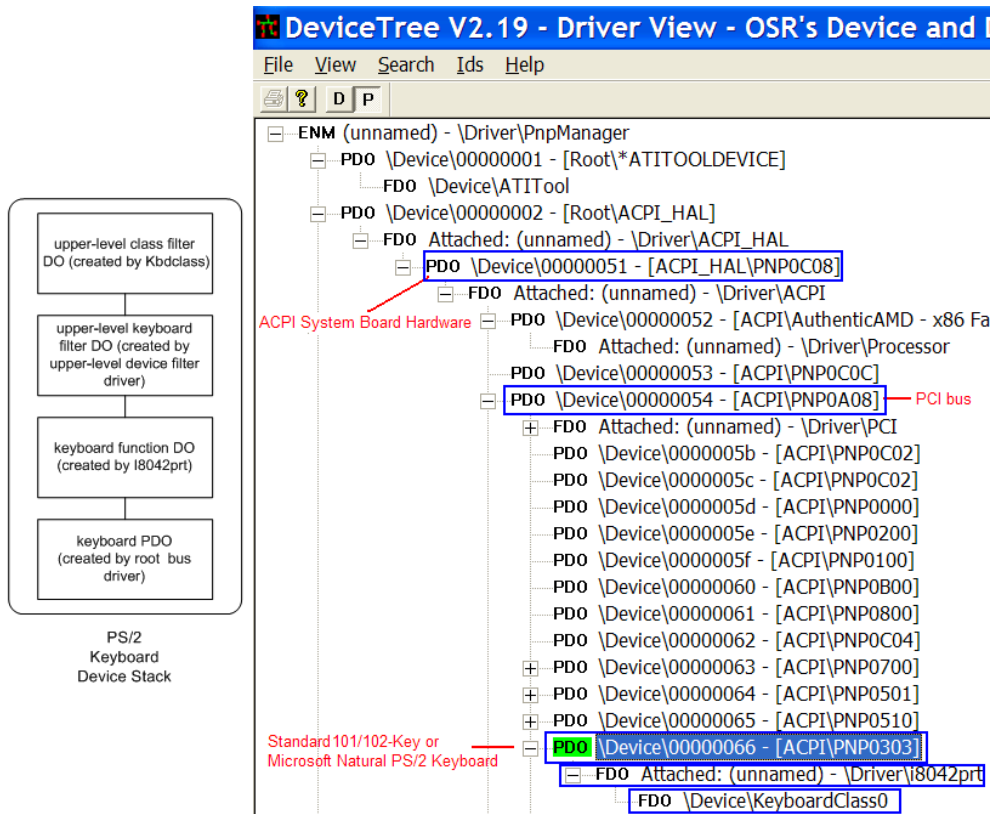 upper-level class filter
DO (created by Kbdclass)
upper-level keyboard
filter DO (created by
upper-level device filter
driver)
keyboard function DO
(created by I8042prt)
keyboard PDO
(created by root bus
driver)
PS/2
Keyboard
Device Stack
DeviceTree V2.19 - Driver View - OSR's Device and
File View Search Ids Help
D P
ENM (unnamed) - \Driver\PnpManager
PDO \Device\00000001 - [Root\*ATITOOLDEVICE]
FDO \Device\ATITool
PDO \Device\00000002 - [Root\ACPI_HAL]
FDO Attached: (unnamed) - \Driver\ACPI_HAL
PDO \Device\00000051 - [ACPI_HAL\PNP0C08]
FDO Attached: (unnamed) - \Driver\ACPI
ACPI System Board Hardware
PDO \Device\00000052 - [ACPI\AuthenticAMD - x86 Fa
FDO Attached: (unnamed) - \Driver\Processor
PDO \Device\00000053 - [ACPI\PNP0C0C]
PDO \Device\00000054 - [ACPI\PNP0A08] PCI bus
FDO Attached: (unnamed) - \Driver\PCI
PDO \Device\0000005b - [ACPI\PNP0C02]
PDO \Device\0000005c - [ACPI\PNP0C02]
PDO \Device\0000005d - [ACPI\PNP0000]
PDO \Device\0000005e - [ACPI\PNP0200]
PDO \Device\0000005f - [ACPI\PNP0100]
PDO \Device\00000060 - [ACPI\PNP0B00]
PDO \Device\00000061 - [ACPI\PNP0800]
PDO \Device\00000062 - [ACPI\PNP0C04]
PDO \Device\00000063 - [ACPI\PNP0700]
PDO \Device\00000064 - [ACPI\PNP0501]
PDO \Device\00000065 - [ACPI\PNP0510]
Standard 101/102-Key or
Microsoft Natural PS/2 Keyboard
PDO \Device\00000066 - [ACPI\PNP0303]
FDO Attached: (unnamed) - \Driver\i8042prt
FDO \Device\KeyboardClass0